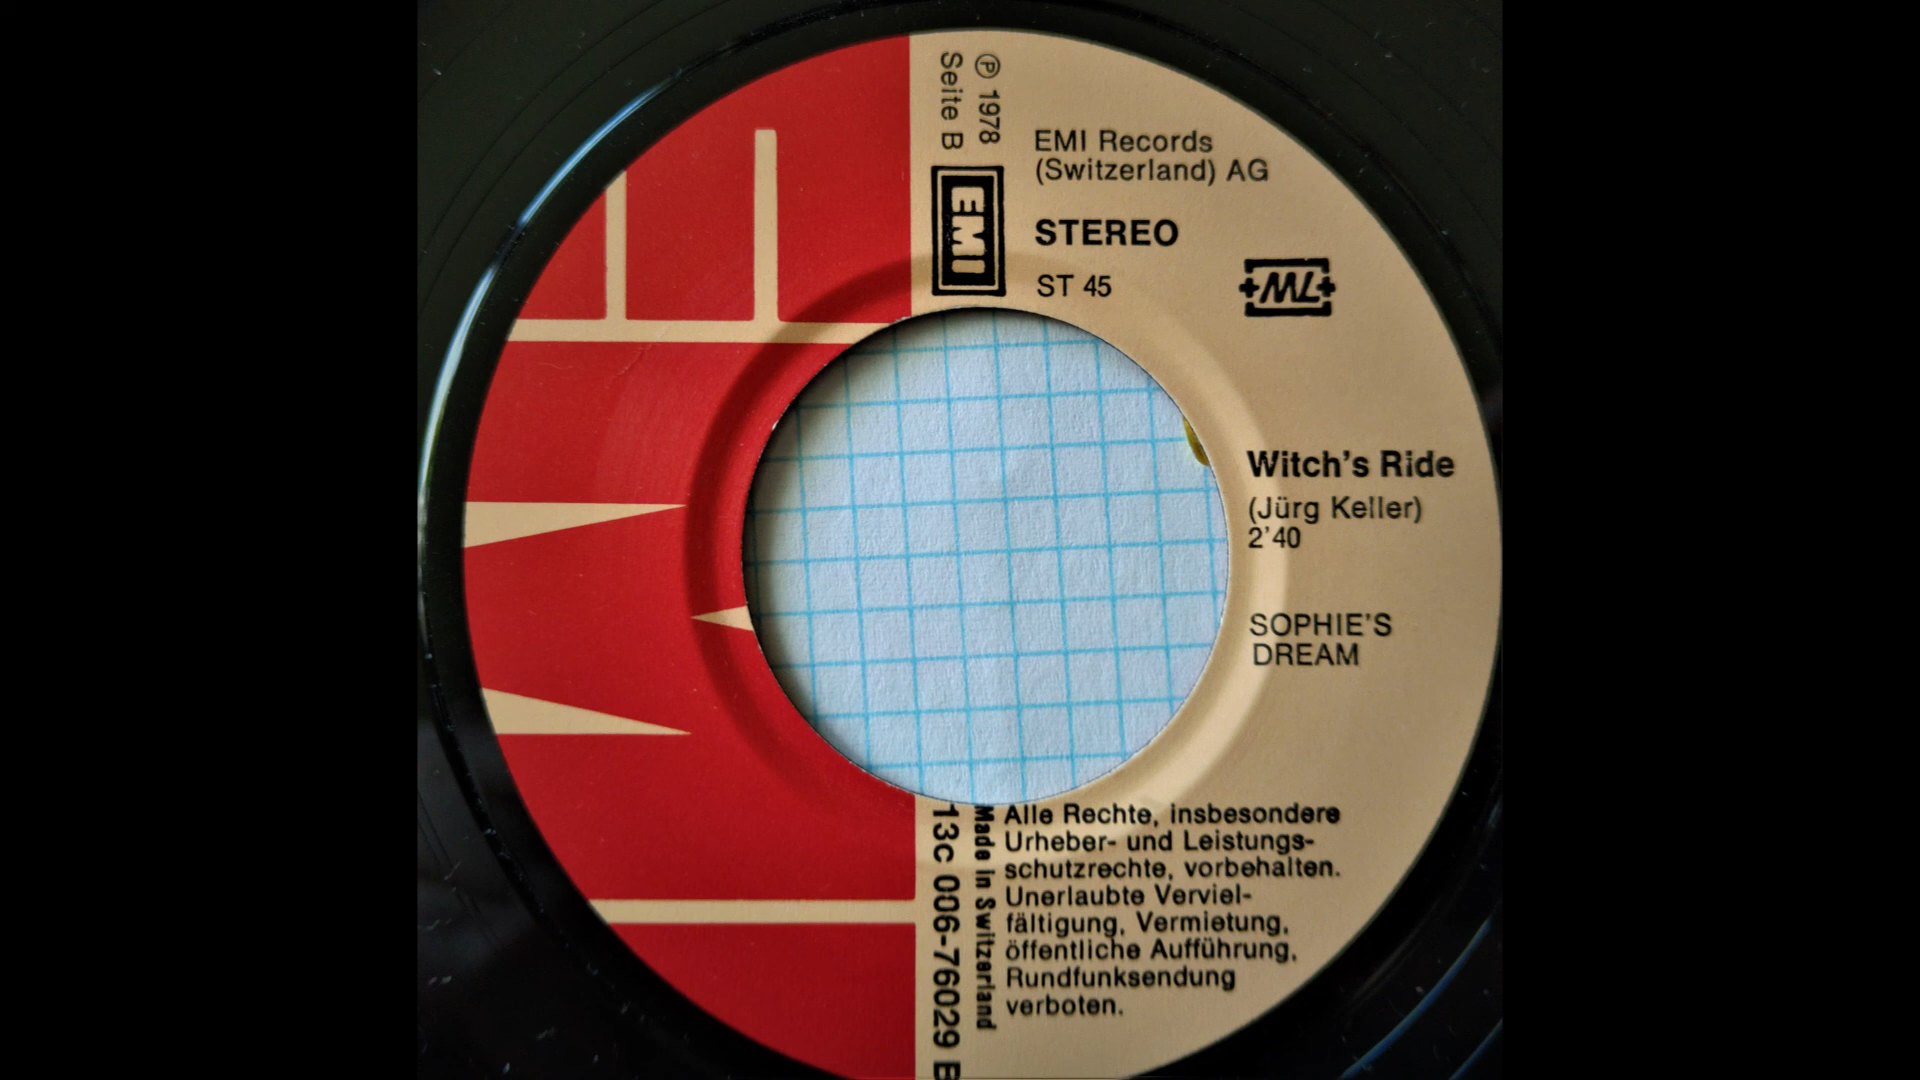 ℗ 1978
Seite B
EMI
EMI Records
(Switzerland) AG
STEREO
ST 45
ML
Witch's Ride
(Jürg Keller)
2'40
SOPHIE'S
DREAM
Made in Switzerland
13c 006-76029 B
Alle Rechte, insbesondere
Urheber- und Leistungs-
schutzrechte, vorbehalten.
Unerlaubte Verviel-
fältigung, Vermietung,
öffentliche Aufführung,
Rundfunksendung
verboten.